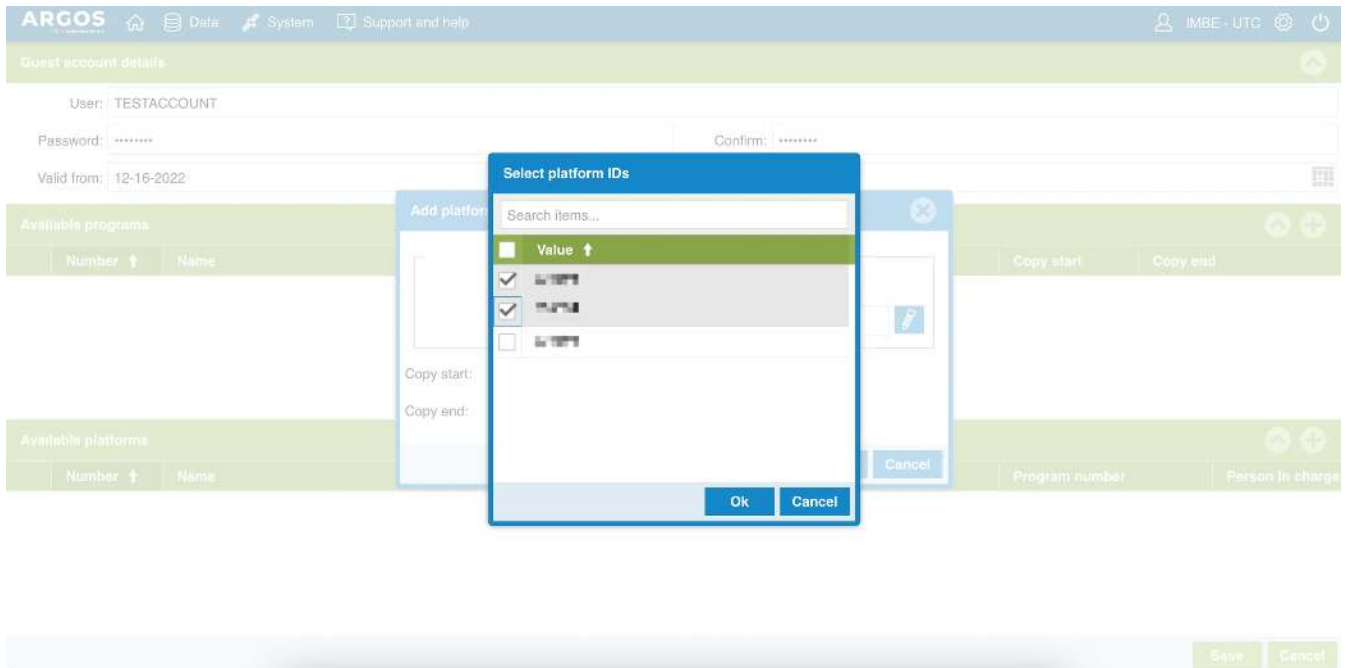 ARGOS Data System Support and help IMBE - UTC
Guest account details
User: TESTACCOUNT
Password: •••••••• Confirm: ••••••••
Valid from: 12-16-2022
Select platform IDs
Add platfor
Search items...
Available programs
Value ↑
Number ↑ Name Copy start Copy end
Copy start:
Copy end:
Available platforms
Cancel
Number ↑ Name Program number Person in charge
Ok Cancel
Save Cancel